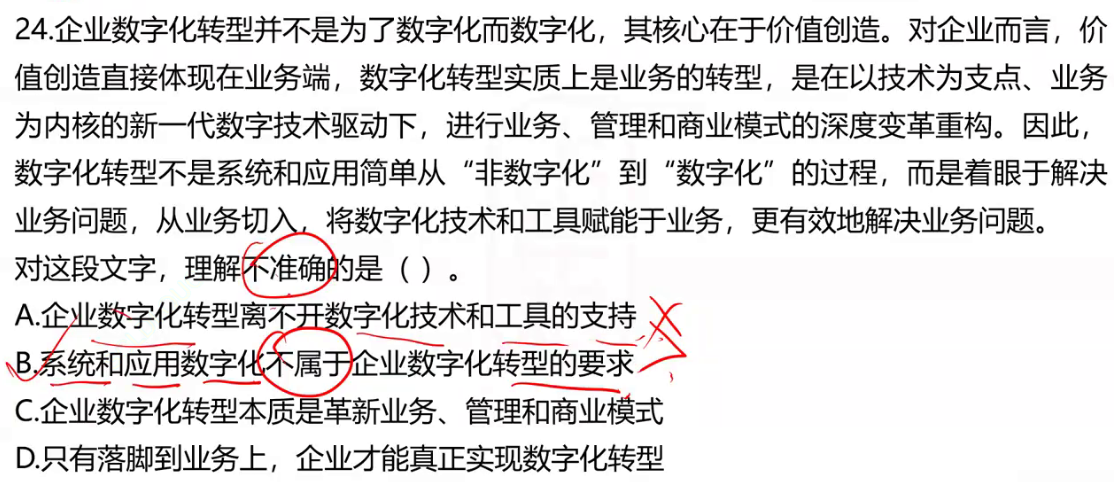 24.企业数字化转型并不是为了数字化而数字化，其核心在于价值创造。对企业而言，价
值创造直接体现在业务端，数字化转型实质上是业务的转型，是在以技术为支点、业务
为内核的新一代数字技术驱动下，进行业务、管理和商业模式的深度变革重构。因此，
数字化转型不是系统和应用简单从“非数字化”到“数字化”的过程，而是着眼于解决
业务问题，从业务切入，将数字化技术和工具赋能于业务，更有效地解决业务问题。
对这段文字，理解不准确的是（ ）。
A.企业数字化转型离不开数字化技术和工具的支持
B.系统和应用数字化不属于企业数字化转型的要求
C.企业数字化转型本质是革新业务、管理和商业模式
D.只有落脚到业务上，企业才能真正实现数字化转型